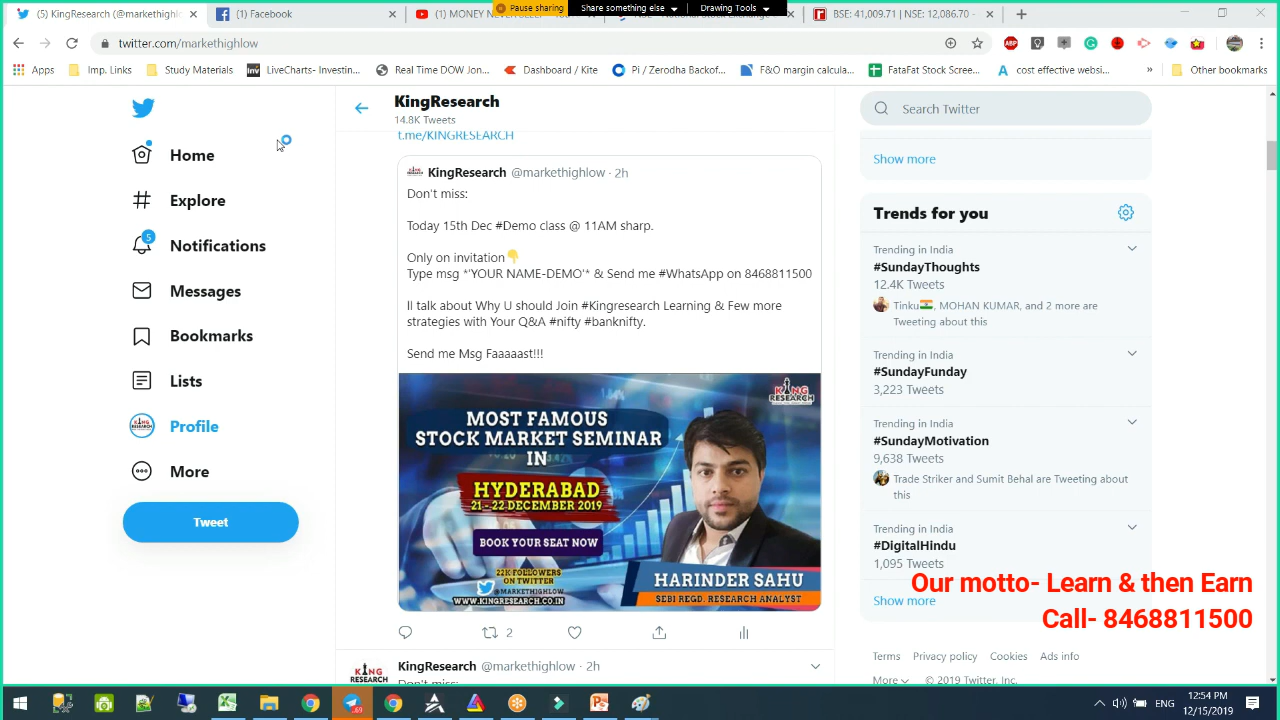 Pause sharing
Share something else
Drawing Tools
(5) KingResearch (@markethighlow
(1) Facebook
BSE: 41,009.71 | NSE: 12,086.70 -
twitter.com/markethighlow
Apps
Imp. Links
Study Materials
LiveCharts- Investin...
Real Time DOW Jon...
Dashboard / Kite
Pi / Zerodha Backof...
F&O margin calcula...
FataFat Stock Scree...
cost effective websi...
Other bookmarks
KingResearch
14.8K Tweets
t.me/KINGRESEARCH
Home
Explore
5
Notifications
Messages
Bookmarks
Lists
Profile
More
Tweet
KingResearch @markethighlow · 2h
Don't miss:
Today 15th Dec #Demo class @ 11AM sharp.
Only on invitation👇
Type msg *'YOUR NAME-DEMO'* & Send me #WhatsApp on 8468811500
Il talk about Why U should Join #Kingresearch Learning & Few more
strategies with Your Q&A #nifty #banknifty.
Send me Msg Faaaaast!!!
KING
RESEARCH
MOST FAMOUS
STOCK MARKET SEMINAR
IN
HYDERABAD
21 - 22 DECEMBER 2019
BOOK YOUR SEAT NOW
22K FOLLOWERS
ON TWITTER
@MARKETHIGHLOW
WWW.KINGRESEARCH.CO.IN
HARINDER SAHU
SEBI REGD. RESEARCH ANALYST
2
KingResearch @markethighlow · 2h
Don't miss:
Search Twitter
Show more
Trends for you
Trending in India
#SundayThoughts
12.4K Tweets
Tinku🇮🇳, MOHAN KUMAR, and 2 more are
Tweeting about this
Trending in India
#SundayFunday
3,223 Tweets
Trending in India
#SundayMotivation
9,638 Tweets
Trade Striker and Sumit Behal are Tweeting about
this
Trending in India
#DigitalHindu
1,095 Tweets
Show more
Our motto- Learn & then Earn
Call- 8468811500
Terms Privacy policy Cookies Ads info
More © 2019 Twitter, Inc.
ENG
12:54 PM
12/15/2019